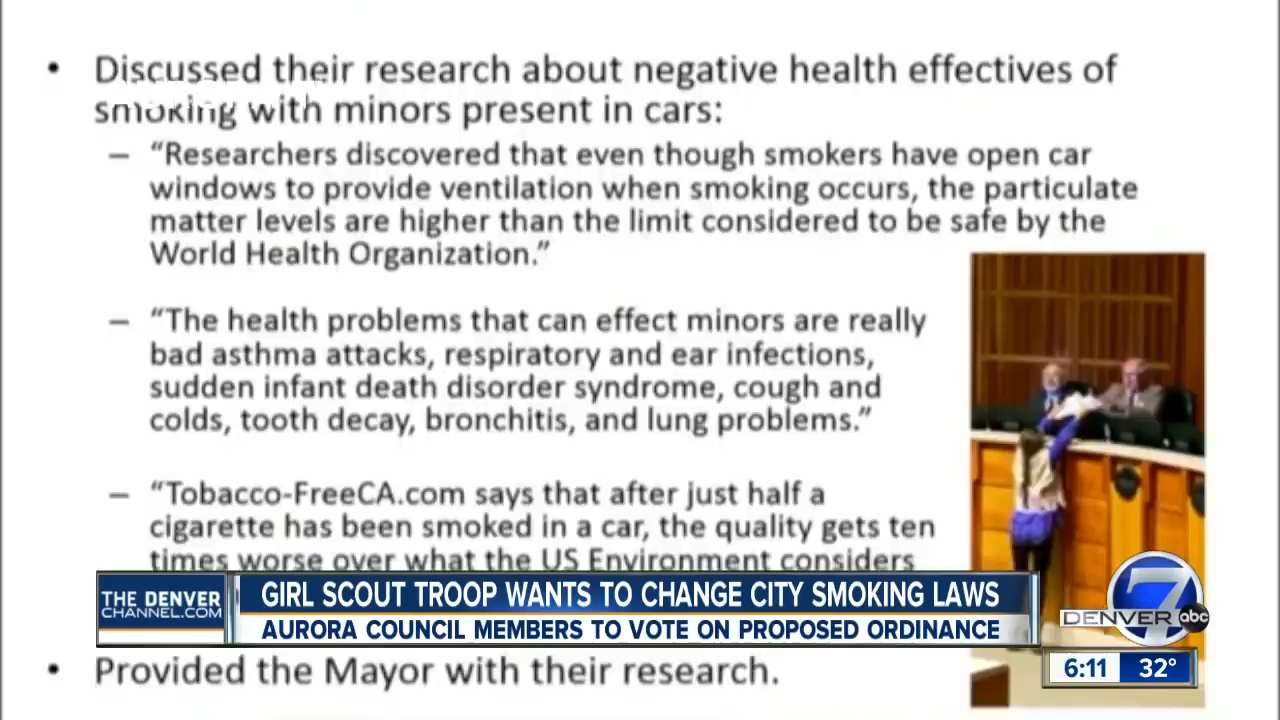 • Discussed their research about negative health effectives of
smoking with minors present in cars:
– “Researchers discovered that even though smokers have open car
windows to provide ventilation when smoking occurs, the particulate
matter levels are higher than the limit considered to be safe by the
World Health Organization.”
– “The health problems that can effect minors are really
bad asthma attacks, respiratory and ear infections,
sudden infant death disorder syndrome, cough and
colds, tooth decay, bronchitis, and lung problems.”
– “Tobacco-FreeCA.com says that after just half a
cigarette has been smoked in a car, the quality gets ten
times worse over what the US Environment considers
THE DENVER
CHANNEL.COM
GIRL SCOUT TROOP WANTS TO CHANGE CITY SMOKING LAWS
AURORA COUNCIL MEMBERS TO VOTE ON PROPOSED ORDINANCE
DENVER 7 abc
6:11 32°
• Provided the Mayor with their research.